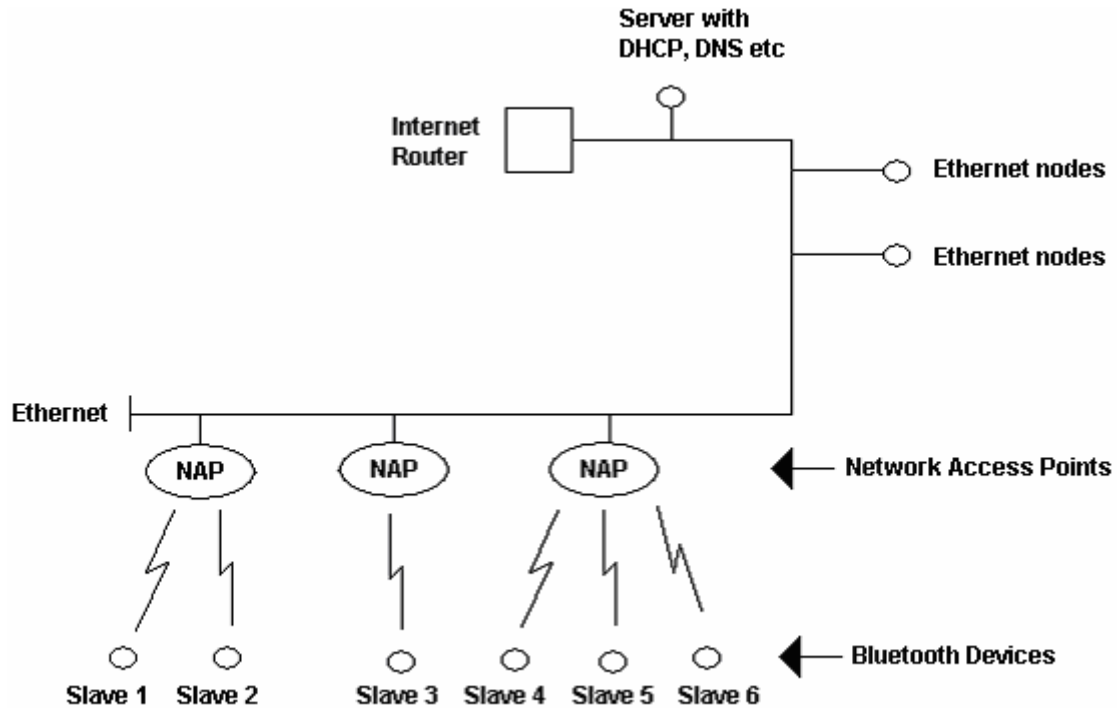 Server with
DHCP, DNS etc
Internet
Router
Ethernet nodes
Ethernet nodes
Ethernet
NAP
NAP
NAP
Network Access Points
Bluetooth Devices
Slave 1
Slave 2
Slave 3
Slave 4
Slave 5
Slave 6